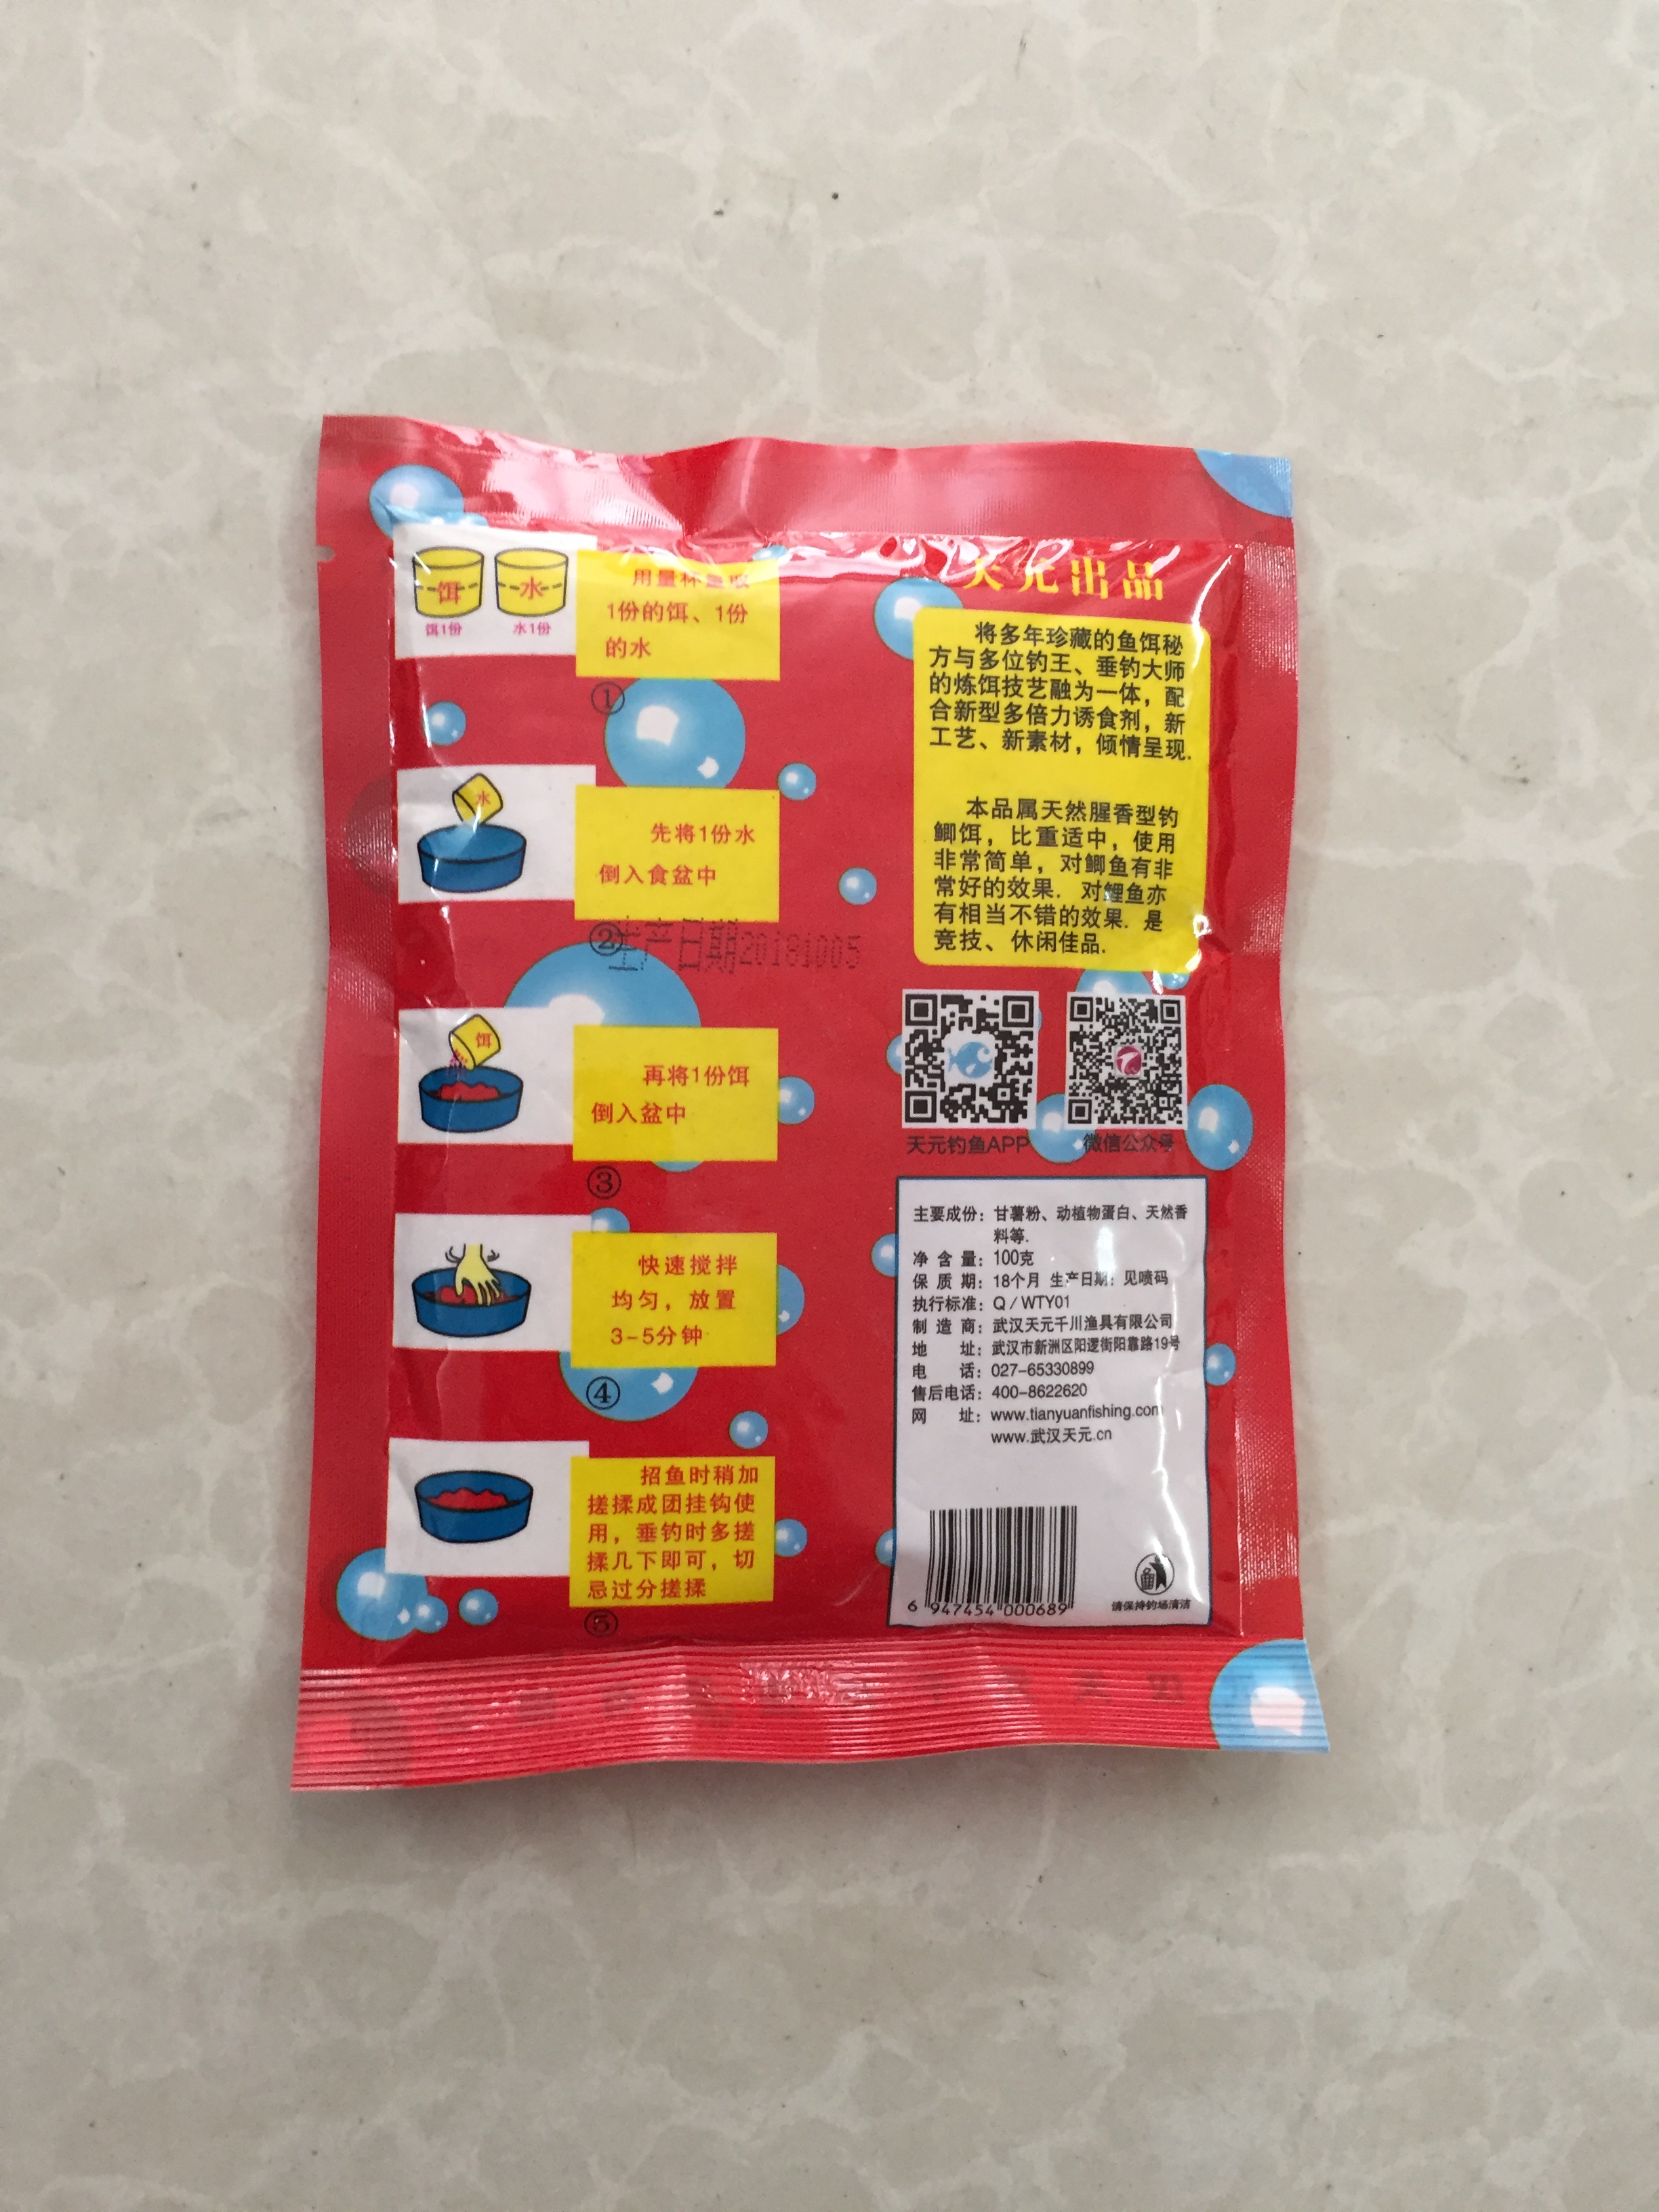 饵
水
饵1份
水1份
用量杯量取
1份的饵、1份
的水
①
水
先将1份水
倒入食盆中
②
生产日期20181005
饵
再将1份饵
倒入盆中
③
快速搅拌
均匀，放置
3-5分钟
④
招鱼时稍加
搓揉成团挂钩使
用，垂钓时多搓
揉几下即可，切
忌过分搓揉
⑤
天元出品
将多年珍藏的鱼饵秘
方与多位钓王、垂钓大师
的炼饵技艺融为一体，配
合新型多倍力诱食剂，新
工艺、新素材，倾情呈现.
本品属天然腥香型钓
鲫饵，比重适中，使用
非常简单，对鲫鱼有非
常好的效果. 对鲤鱼亦
有相当不错的效果. 是
竞技、休闲佳品.
天元钓鱼APP
微信公众号
主要成份：甘薯粉、动植物蛋白、天然香
料等.
净 含 量：100克
保 质 期：18个月 生产日期：见喷码
执行标准：Q/WTY01
制 造 商：武汉天元千川渔具有限公司
地 址：武汉市新洲区阳逻街阳靠路19号
电 话：027-65330899
售后电话：400-8622620
网 址：www.tianyuanfishing.com
www.武汉天元.cn
6 947454 000689
请保持钓场清洁